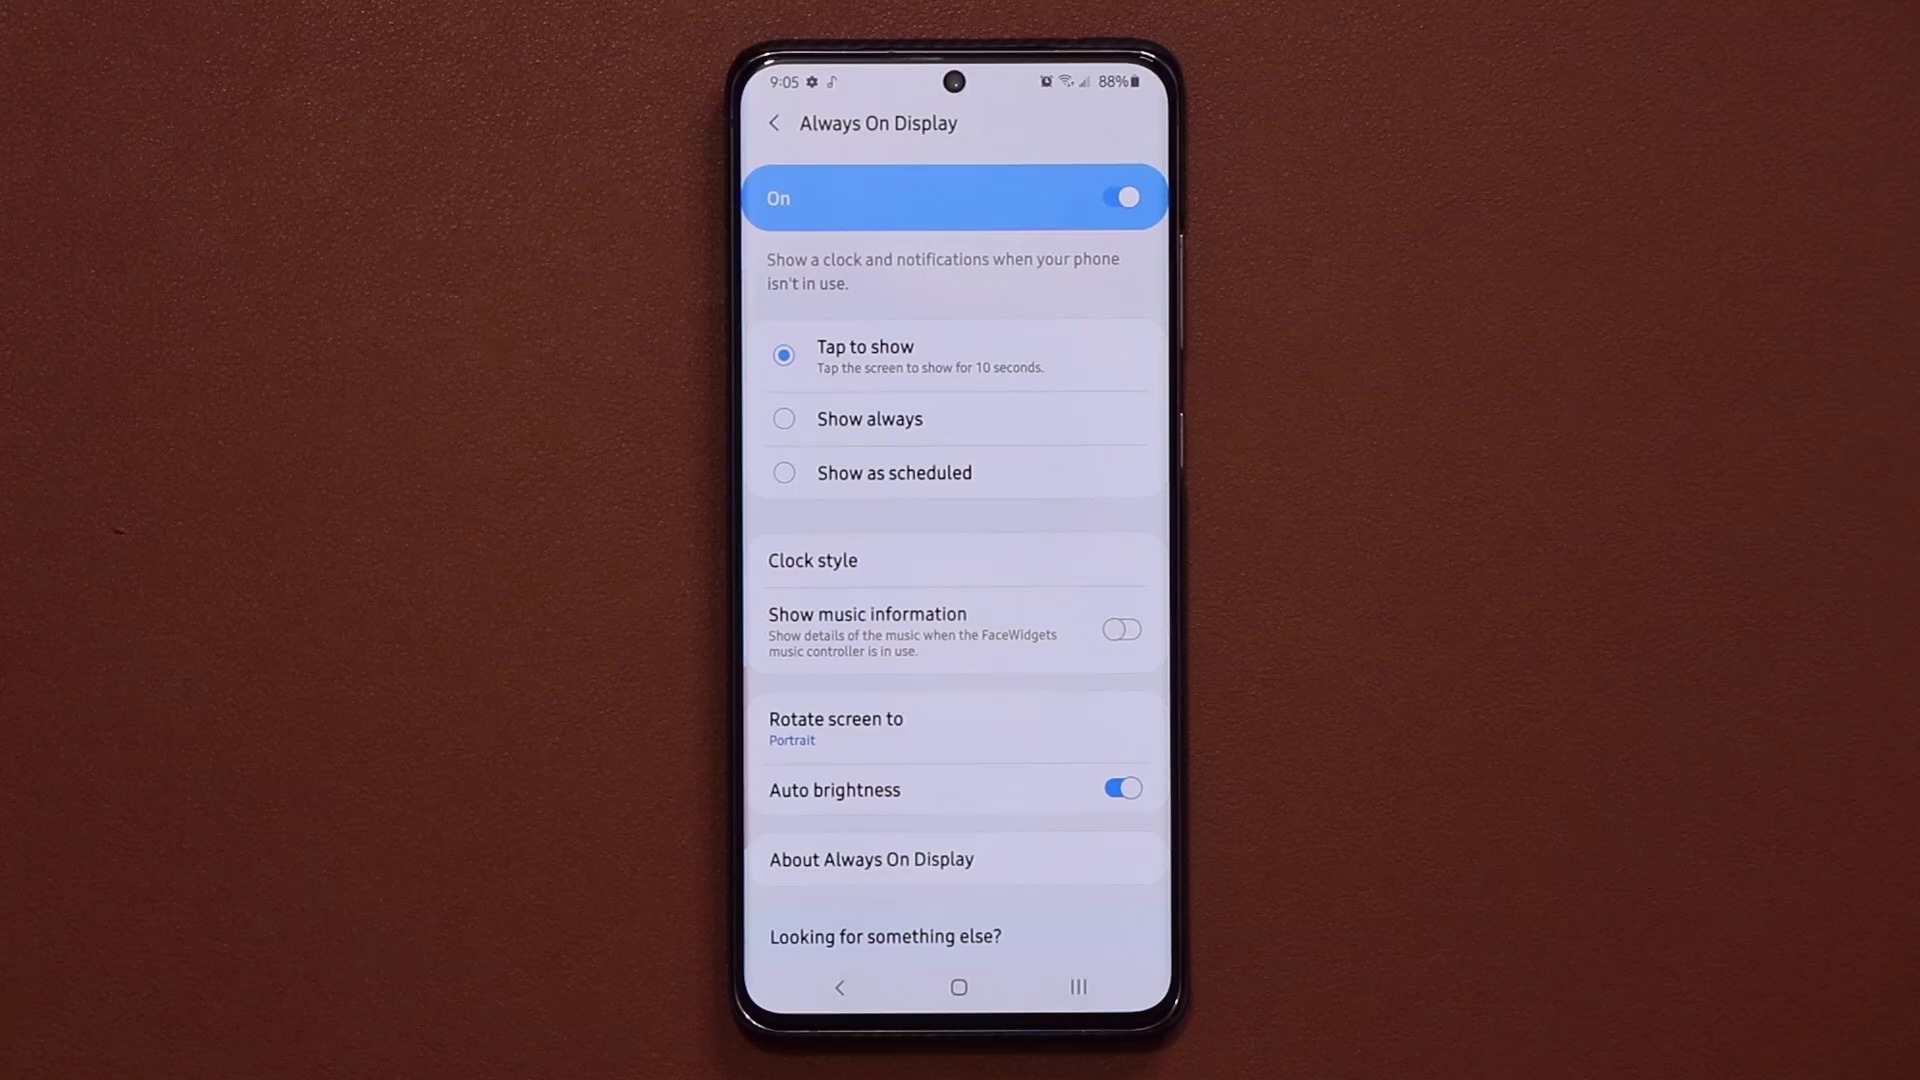 9:05 88%
Always On Display
On
Show a clock and notifications when your phone
isn't in use.
Tap to show
Tap the screen to show for 10 seconds.
Show always
Show as scheduled
Clock style
Show music information
Show details of the music when the FaceWidgets
music controller is in use.
Rotate screen to
Portrait
Auto brightness
About Always On Display
Looking for something else?